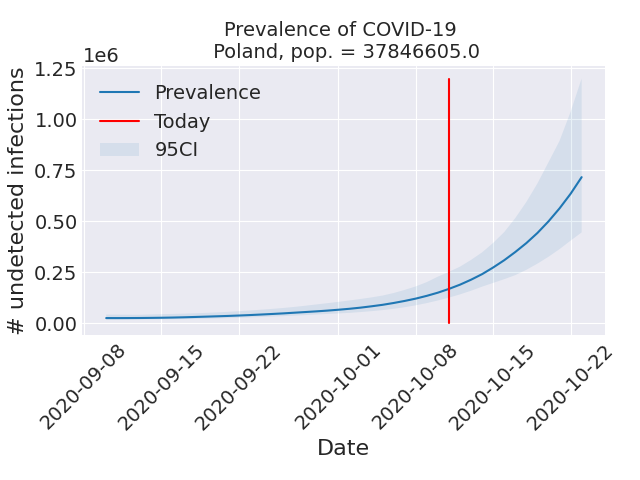 Prevalence of COVID-19
Poland, pop. = 37846605.0
1e6
1.25
1.00
0.75
0.50
0.25
0.00
# undetected infections
Prevalence
Today
95CI
2020-09-08
2020-09-15
2020-09-22
2020-10-01
2020-10-08
2020-10-15
2020-10-22
Date